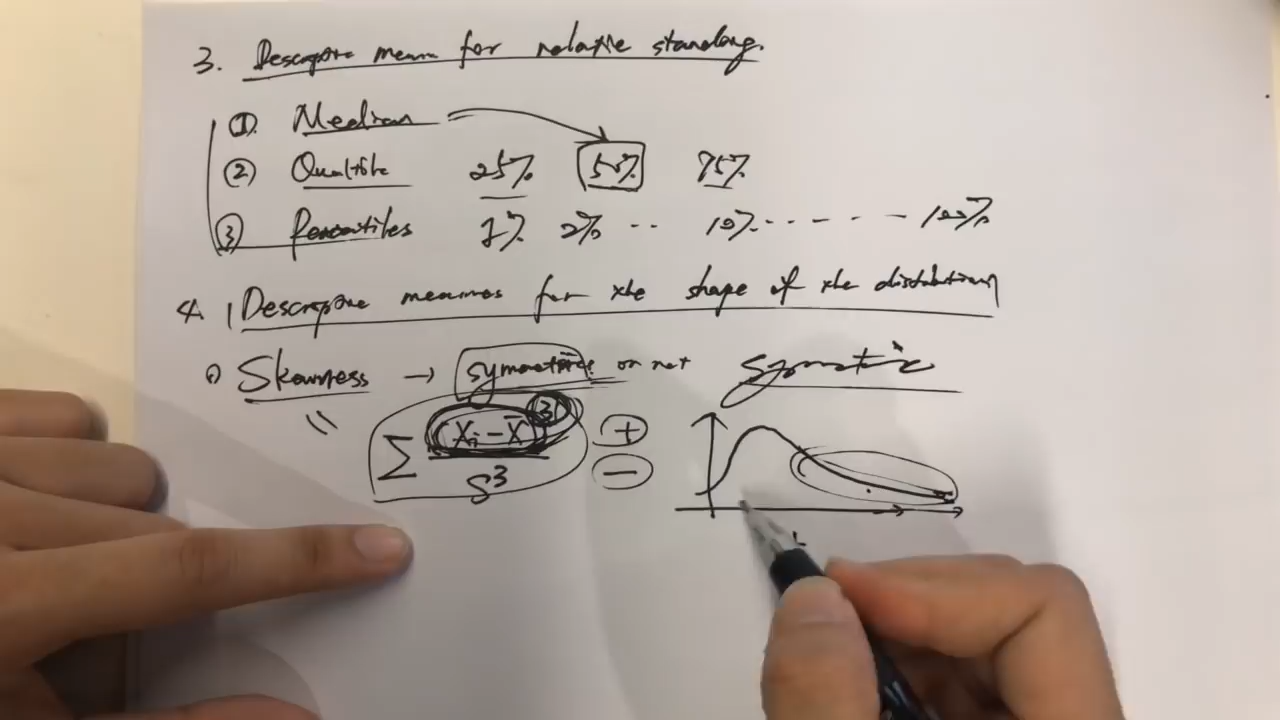 3. Descriptive measure for relative standing.
① Median
② Quartile 25% 50% 75%
③ Percentiles 1% 2% .. 10% ...... 100%
4. Descriptive measures for the shape of the distribution
① Skewness → symmetric or not Symmetric
Σ (Xi - X̄)³ / S³ + -